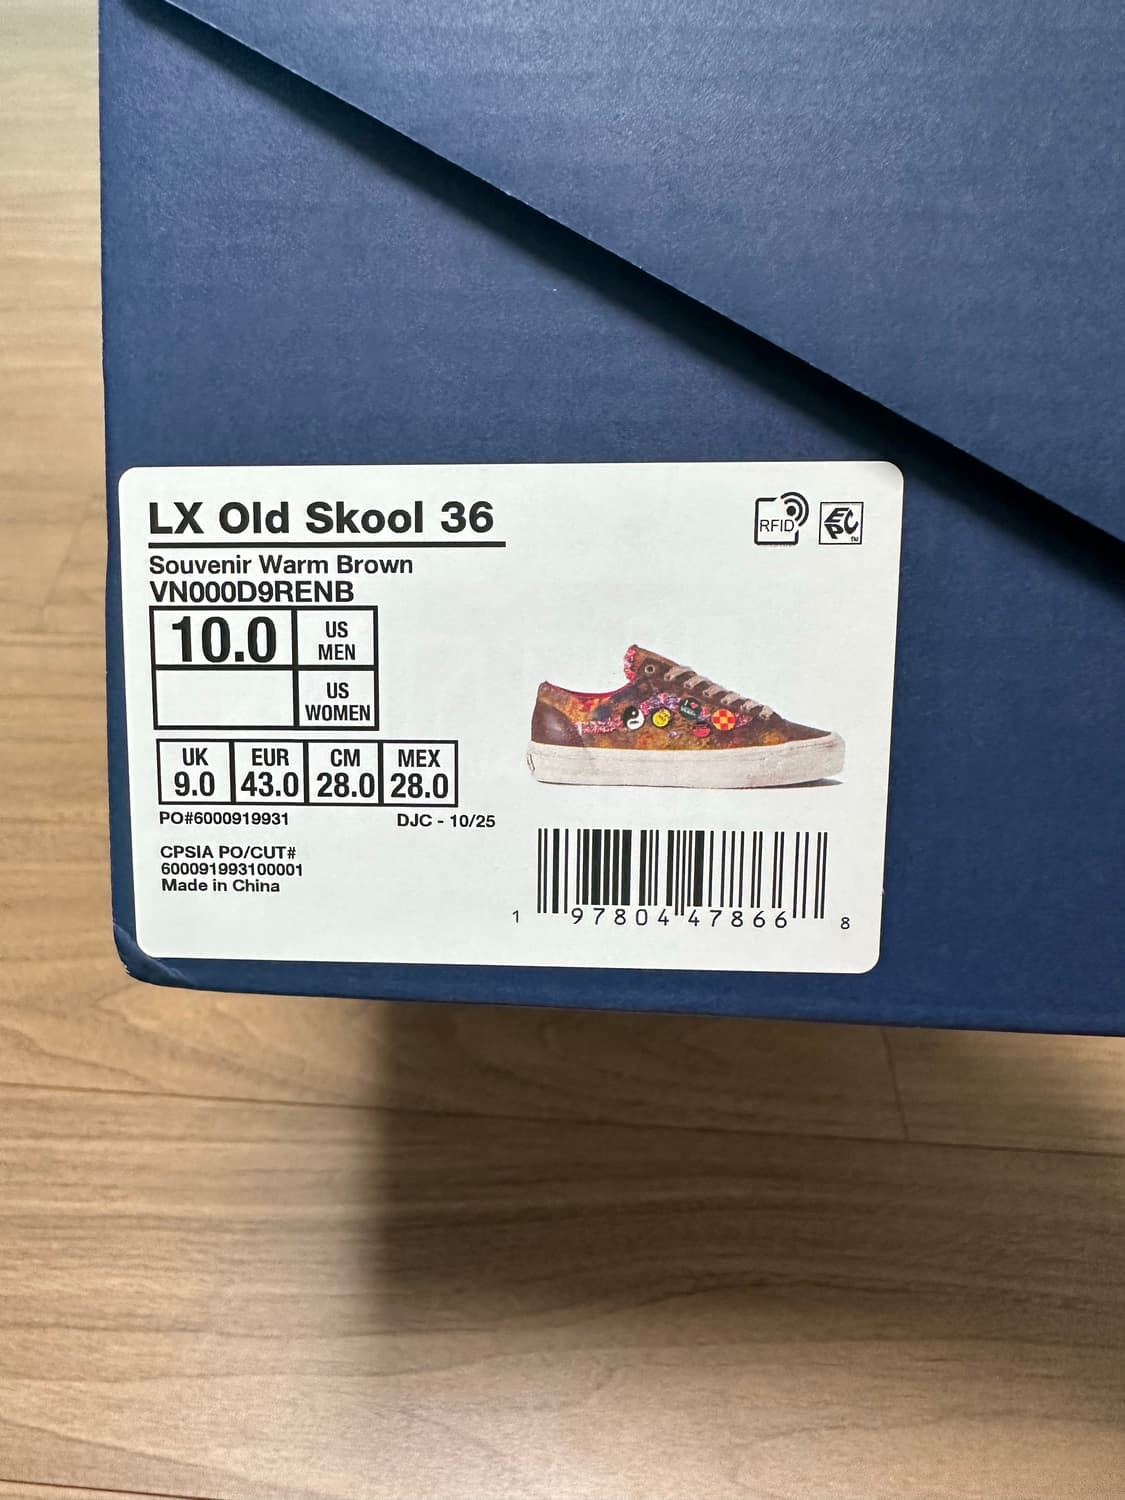 LX Old Skool 36
RFID
EPC
TM
Souvenir Warm Brown
VN000D9RENB
10.0 US MEN
US WOMEN
UK EUR CM MEX
9.0 43.0 28.0 28.0
PO#6000919931 DJC - 10/25
CPSIA PO/CUT#
600091993100001
Made in China
1 97804 47866 8